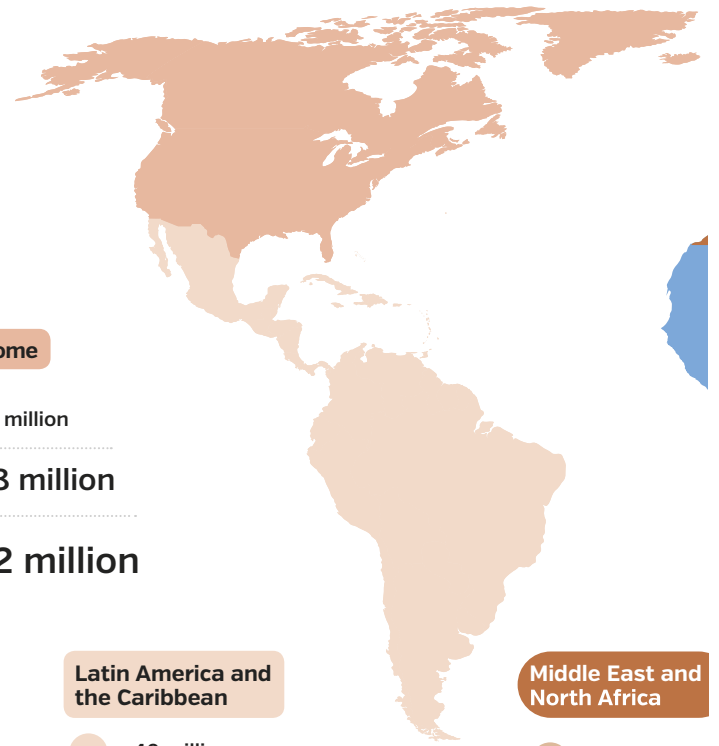 ome
million
3 million
2 million
Latin America and
the Caribbean
Middle East and
North Africa